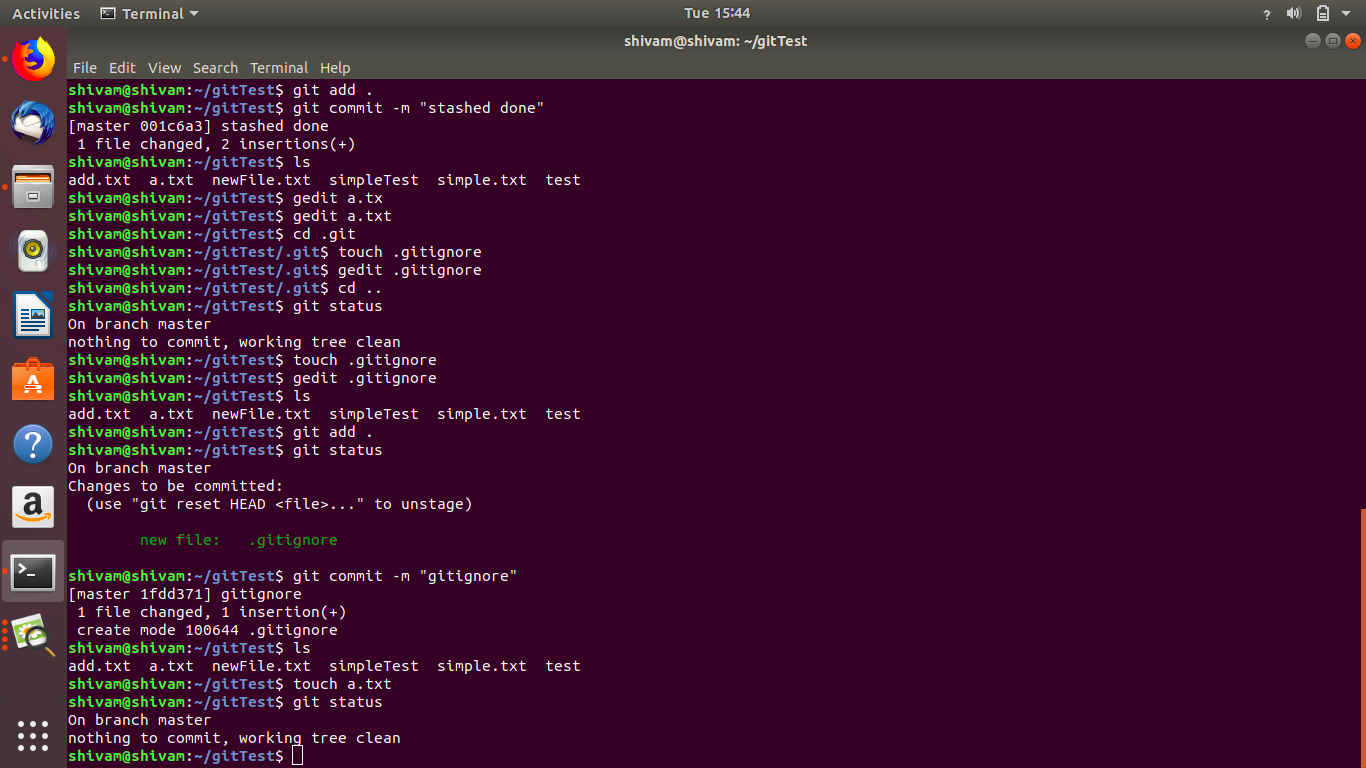 Activities Terminal Tue 15:44 ?
shivam@shivam: ~/gitTest
File Edit View Search Terminal Help
shivam@shivam:~/gitTest$ git add .
shivam@shivam:~/gitTest$ git commit -m "stashed done"
[master 001c6a3] stashed done
 1 file changed, 2 insertions(+)
shivam@shivam:~/gitTest$ ls
add.txt  a.txt  newFile.txt  simpleTest  simple.txt  test
shivam@shivam:~/gitTest$ gedit a.tx
shivam@shivam:~/gitTest$ gedit a.txt
shivam@shivam:~/gitTest$ cd .git
shivam@shivam:~/gitTest/.git$ touch .gitignore
shivam@shivam:~/gitTest/.git$ gedit .gitignore
shivam@shivam:~/gitTest/.git$ cd ..
shivam@shivam:~/gitTest$ git status
On branch master
nothing to commit, working tree clean
shivam@shivam:~/gitTest$ touch .gitignore
shivam@shivam:~/gitTest$ gedit .gitignore
shivam@shivam:~/gitTest$ ls
add.txt  a.txt  newFile.txt  simpleTest  simple.txt  test
shivam@shivam:~/gitTest$ git add .
shivam@shivam:~/gitTest$ git status
On branch master
Changes to be committed:
  (use "git reset HEAD <file>..." to unstage)
        new file:   .gitignore
shivam@shivam:~/gitTest$ git commit -m "gitignore"
[master 1fdd371] gitignore
 1 file changed, 1 insertion(+)
 create mode 100644 .gitignore
shivam@shivam:~/gitTest$ ls
add.txt  a.txt  newFile.txt  simpleTest  simple.txt  test
shivam@shivam:~/gitTest$ touch a.txt
shivam@shivam:~/gitTest$ git status
On branch master
nothing to commit, working tree clean
shivam@shivam:~/gitTest$